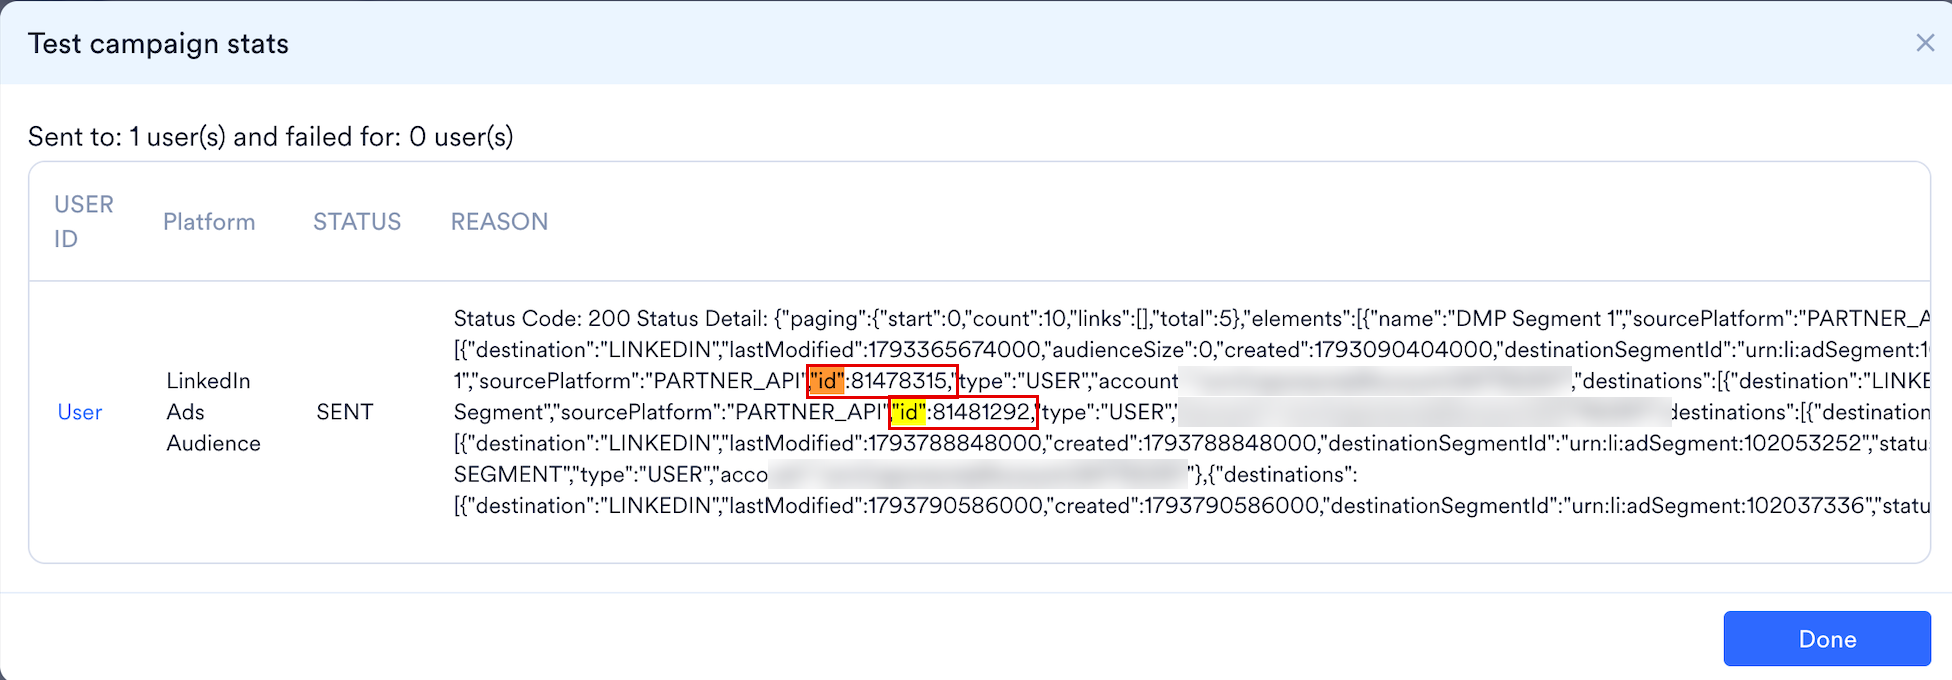 Test campaign stats
Sent to: 1 user(s) and failed for: 0 user(s)
USER ID
Platform
STATUS
REASON
User
LinkedIn
Ads
Audience
SENT
Status Code: 200 Status Detail: {"paging":{"start":0,"count":10,"links":[],"total":5},"elements":[{"name":"DMP Segment 1","sourcePlatform":"PARTNER_A
[{"destination":"LINKEDIN","lastModified":1793365674000,"audienceSize":0,"created":1793090404000,"destinationSegmentId":"urn:li:adSegment:1
1","sourcePlatform":"PARTNER_API","id":81478315,"type":"USER","account ,"destinations":[{"destination":"LINKE
Segment","sourcePlatform":"PARTNER_API","id":81481292,"type":"USER"," destinations":[{"destination
[{"destination":"LINKEDIN","lastModified":1793788848000,"created":1793788848000,"destinationSegmentId":"urn:li:adSegment:102053252","statu
SEGMENT","type":"USER","acco "},{"destinations":
[{"destination":"LINKEDIN","lastModified":1793790586000,"created":1793790586000,"destinationSegmentId":"urn:li:adSegment:102037336""statu
Done